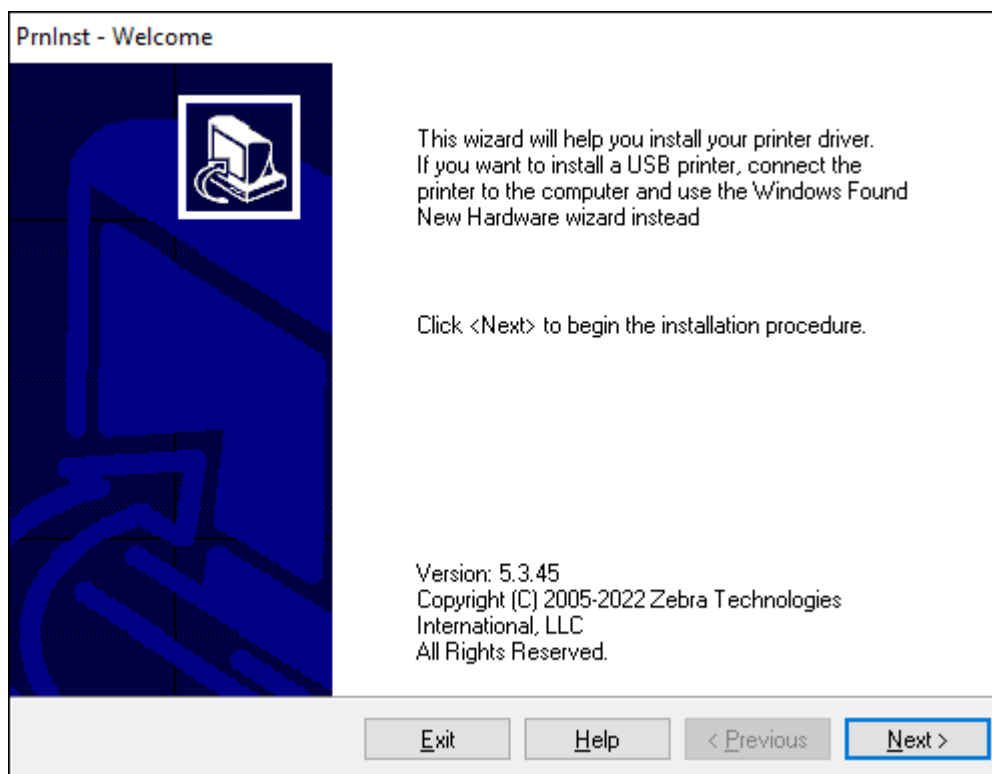 PrnInst - Welcome
This wizard will help you install your printer driver.
If you want to install a USB printer, connect the
printer to the computer and use the Windows Found
New Hardware wizard instead
Click <Next> to begin the installation procedure.
Version: 5.3.45
Copyright (C) 2005-2022 Zebra Technologies
International, LLC
All Rights Reserved.
Exit Help < Previous Next >